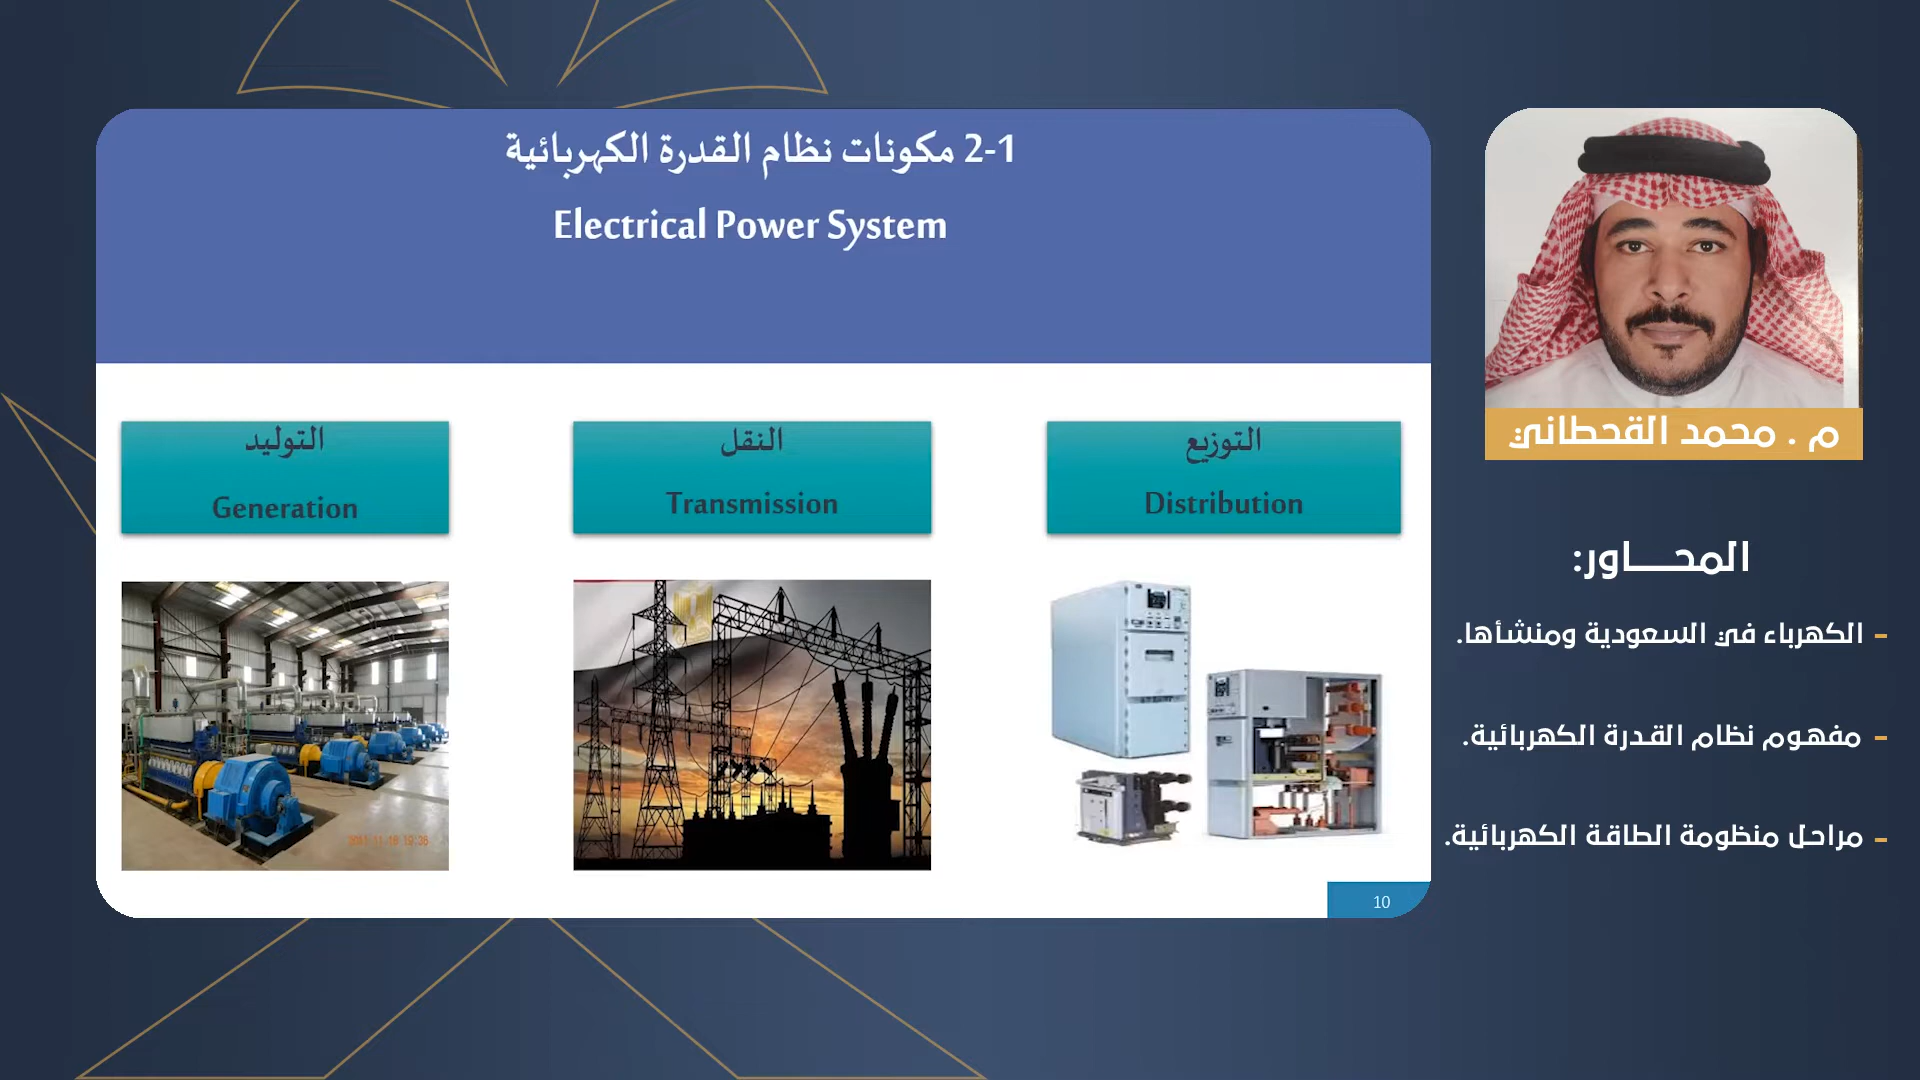 2-1 مكونات نظام القدرة الكهربائية
Electrical Power System
التوليد
Generation
النقل
Transmission
التوزيع
Distribution
10
م . محمد القحطاني
المحـــاور:
- الكهرباء في السعودية ومنشأها.
- مفهوم نظام القدرة الكهربائية.
- مراحل منظومة الطاقة الكهربائية.